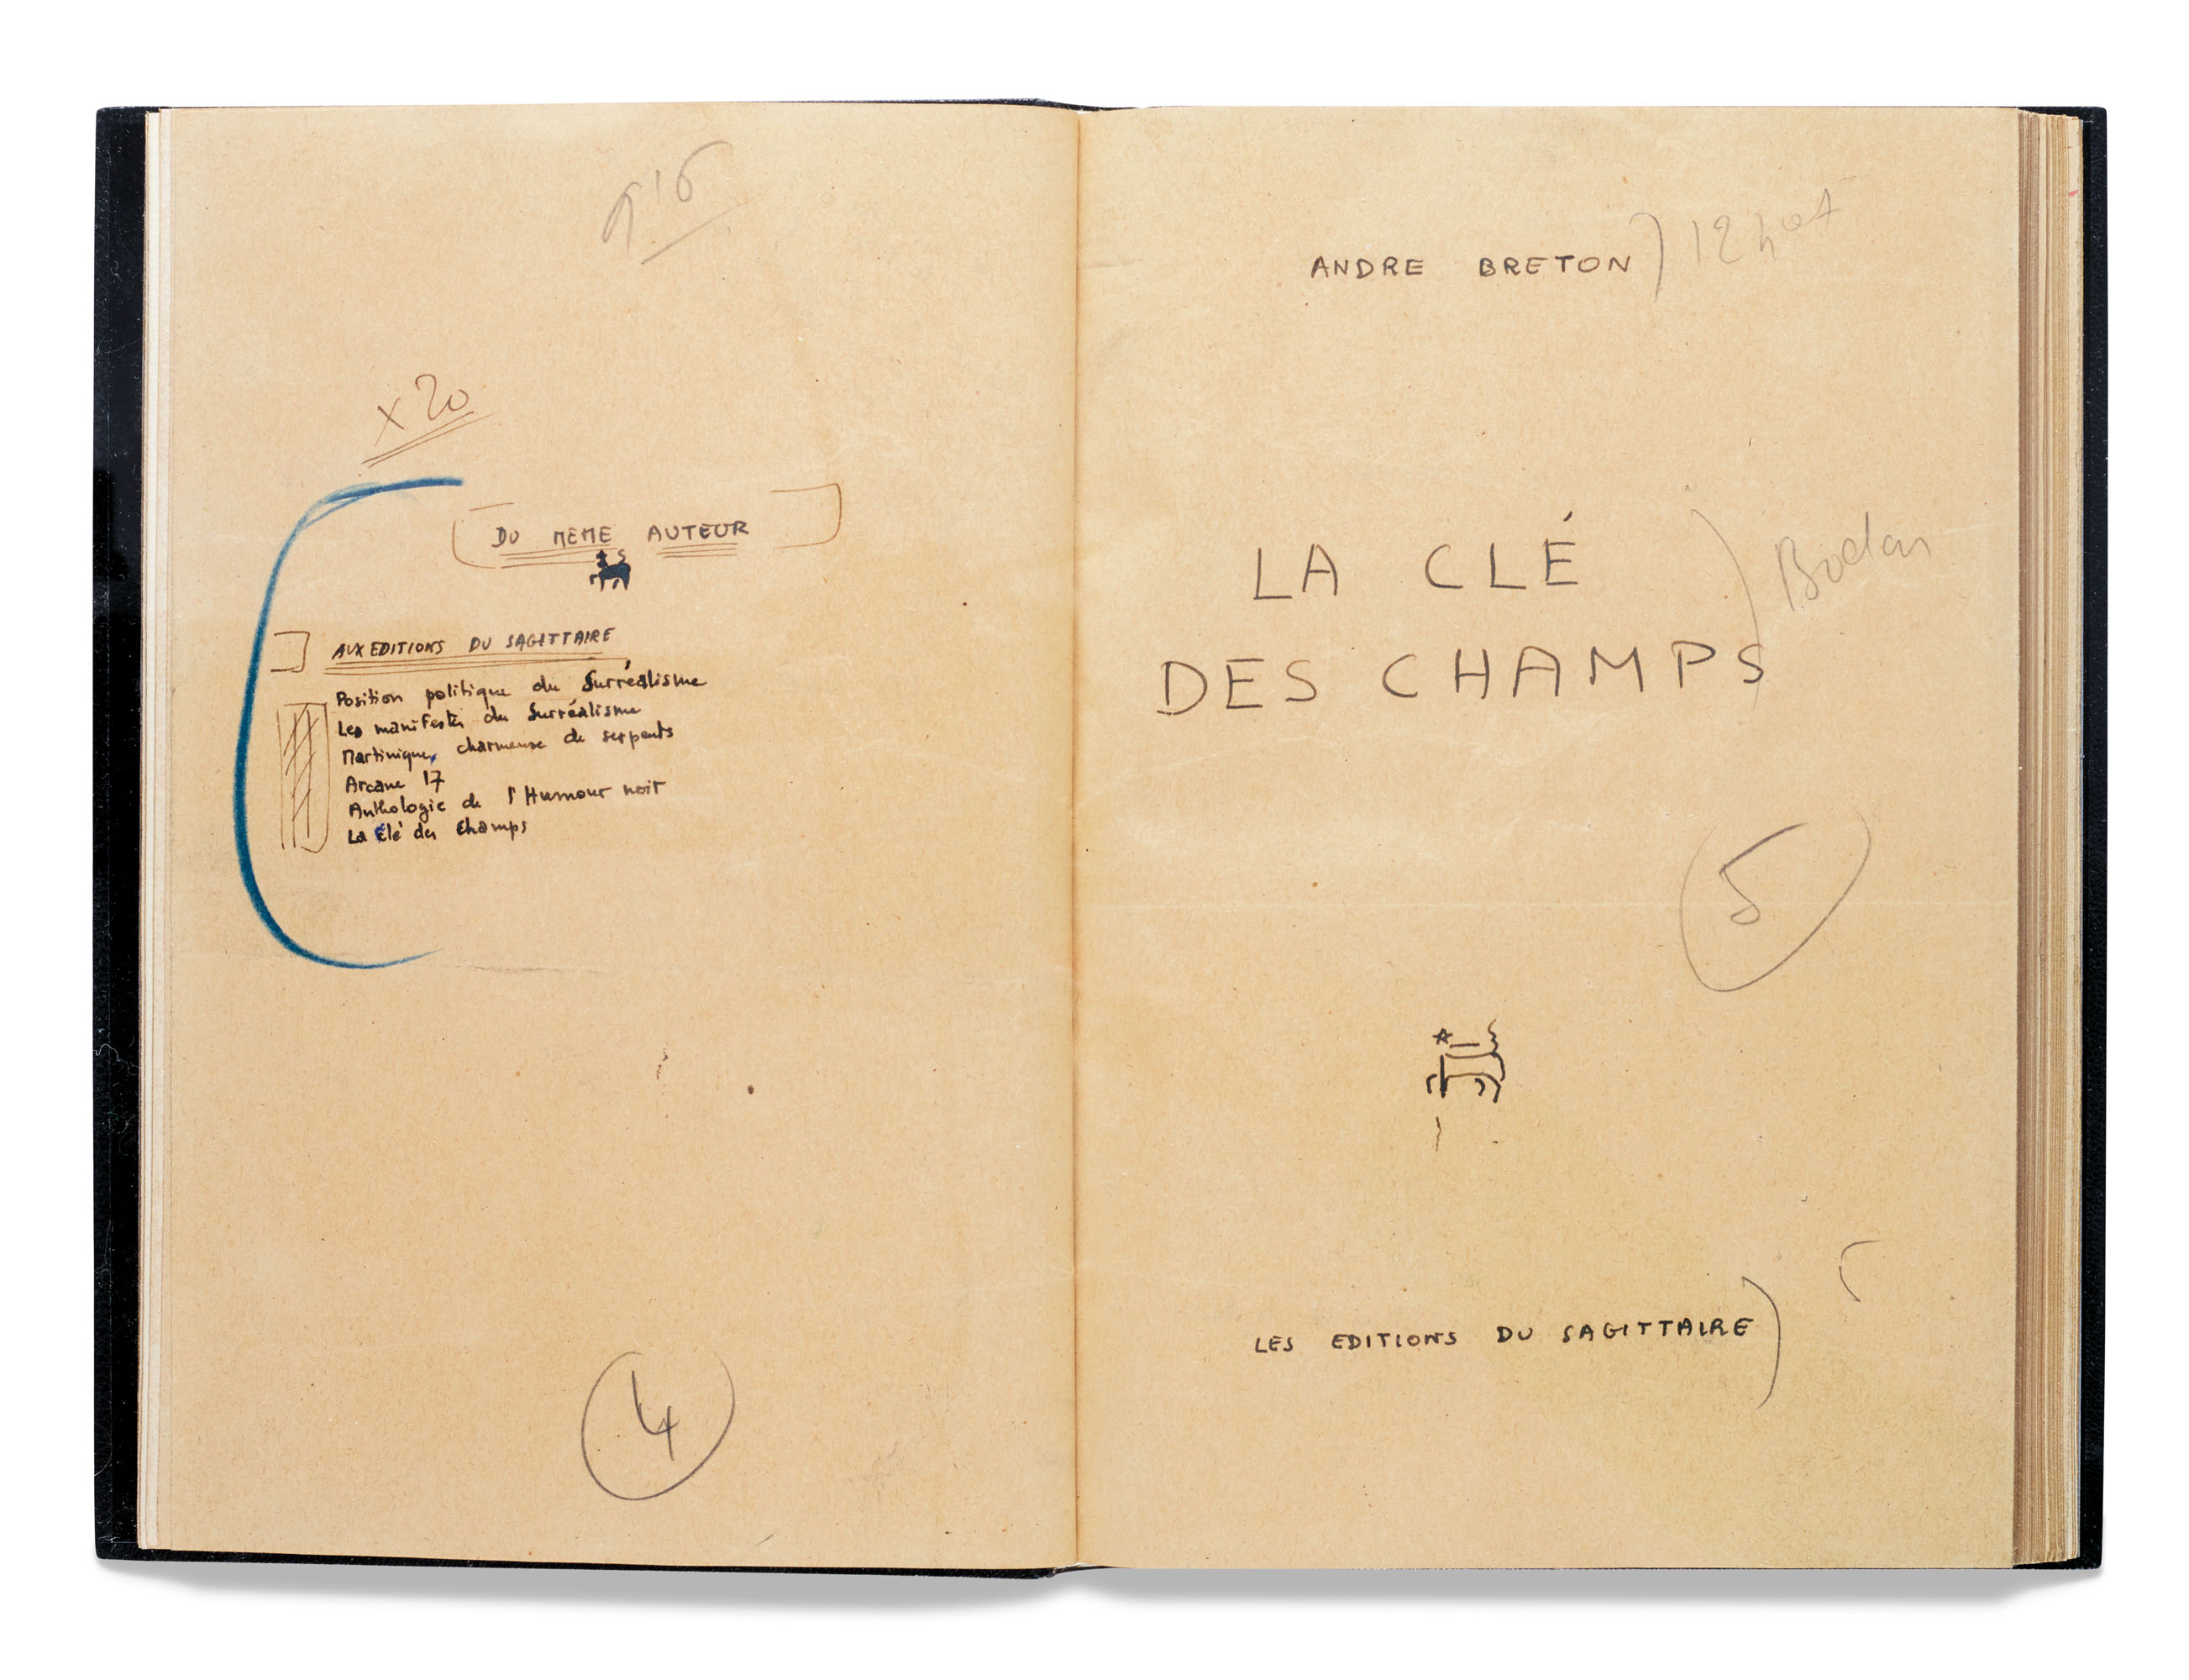 x 20
DU MEME AUTEUR
AUX EDITIONS DU SAGITTAIRE
Position politique du Surréalisme
Les manifestes du Surréalisme
Martinique, charmeuse de serpents
Arcane 17
Anthologie de l'Humour noir
La Clé des Champs
4
ANDRE BRETON
LA CLÉ
DES CHAMPS
5
LES EDITIONS DU SAGITTAIRE